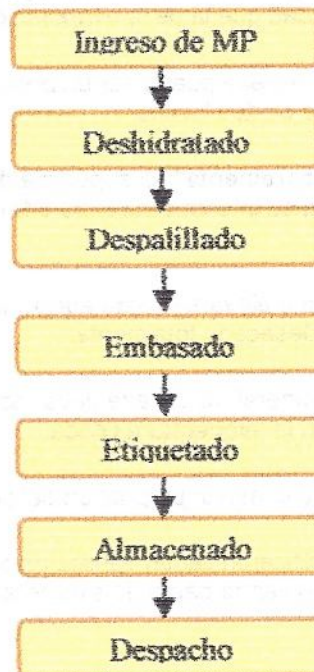 Ingreso de MP
Deshidratado
Despalillado
Embasado
Etiquetado
Almacenado
Despacho